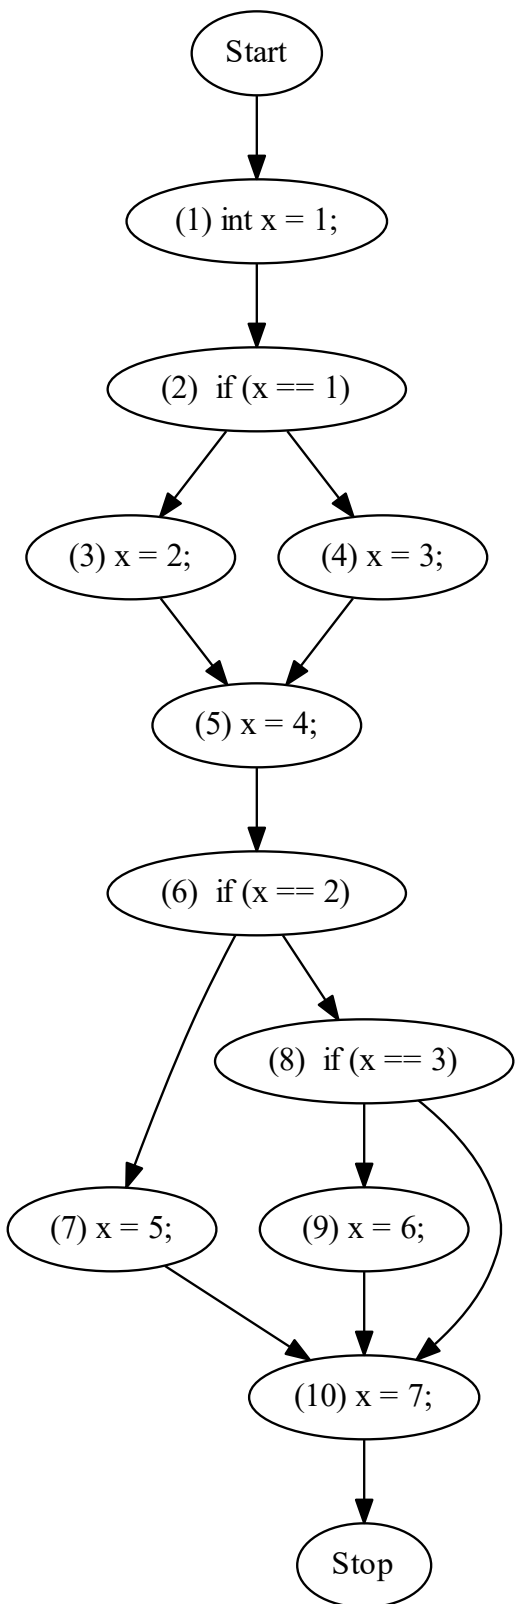 Start
(1) int x = 1;
(2)  if (x == 1)
(3) x = 2;
(4) x = 3;
(5) x = 4;
(6)  if (x == 2)
(8)  if (x == 3)
(7) x = 5;
(9) x = 6;
(10) x = 7;
Stop